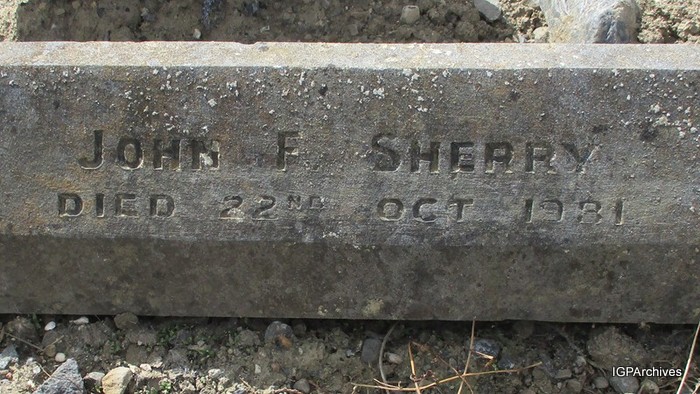 JOHN F SHERRY
DIED 22ND OCT 1981
IGPArchives